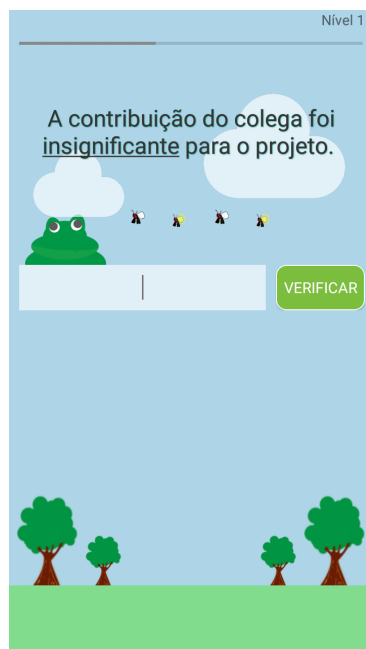 Nível 1
A contribuição do colega foi
insignificante para o projeto.
VERIFICAR